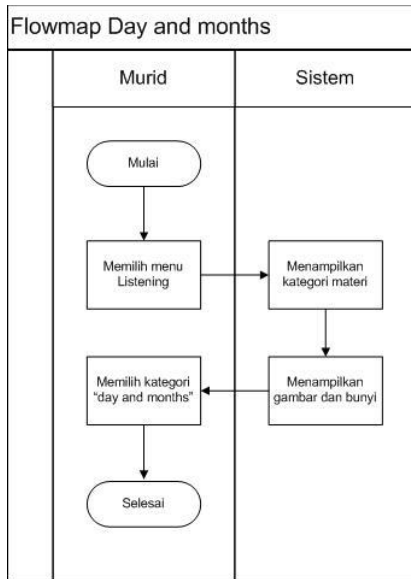 Flowmap Day and months
Murid
Sistem
Mulai
Memilih menu
Listening
Menampilkan
kategori materi
Menampilkan
gambar dan bunyi
Memilih kategori
"day and months"
Selesai